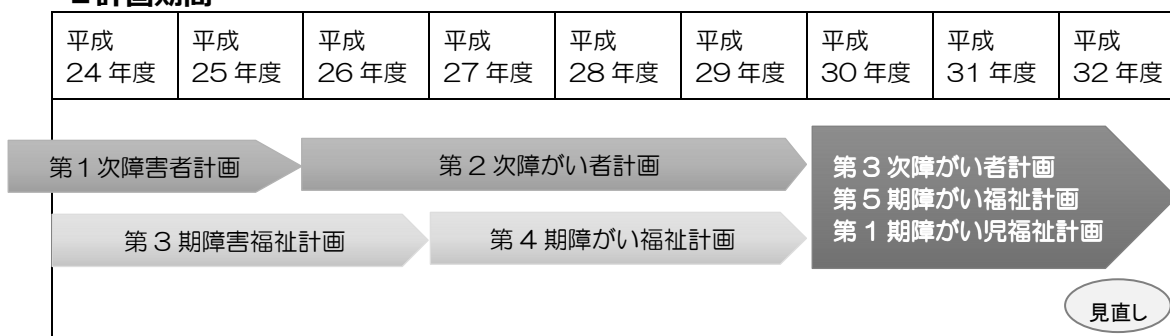 平成 平成 平成 平成 平成 平成 平成 平成 平成
24年度 25年度 26年度 27年度 28年度 29年度 30年度 31年度 32年度
第1次障害者計画 第2次障がい者計画
第3期障害福祉計画 第4期障がい福祉計画
第3次障がい者計画
第5期障がい福祉計画
第1期障がい児福祉計画
見直し